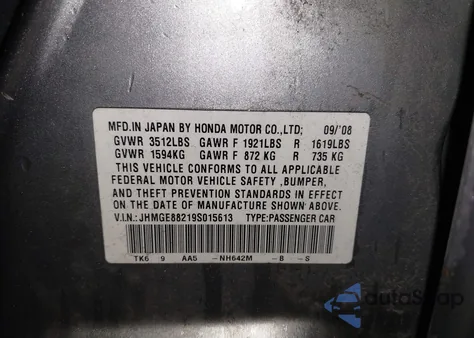 MFD.IN JAPAN BY HONDA MOTOR CO.,LTD; 09/'08
GVWR 3512LBS GAWR F 1921LBS R 1619LBS
GVWR 1594KG GAWR F 872 KG R 735 KG
THIS VEHICLE CONFORMS TO ALL APPLICABLE
FEDERAL MOTOR VEHICLE SAFETY ,BUMPER,
AND THEFT PREVENTION STANDARDS IN EFFECT
ON THE DATE OF MANUFACTURE SHOWN ABOVE.
V.I.N.: JHMGE88219S015613 TYPE:PASSENGER CAR
TK6 9 AA5 -NH642M -B -S
autoSnap